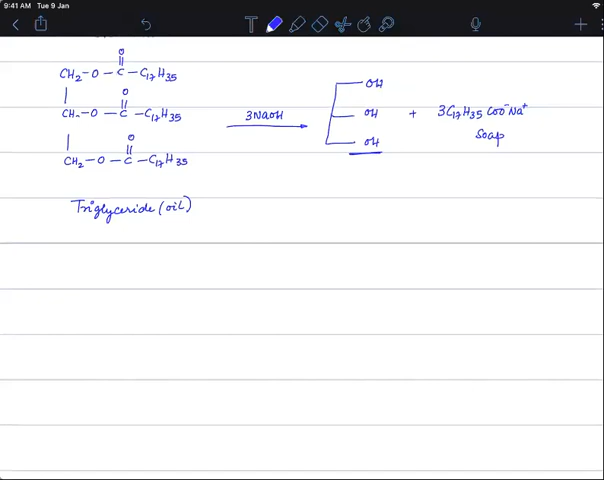 9:41 AM Tue 9 Jan
O
CH2-O-C-C17H35
O
CH-O-C-C17H35
O
CH2-O-C-C17H35
3NaOH
OH
OH
OH
+ 3C17H35COO⁻Na⁺
Soap
Triglyceride (oil)